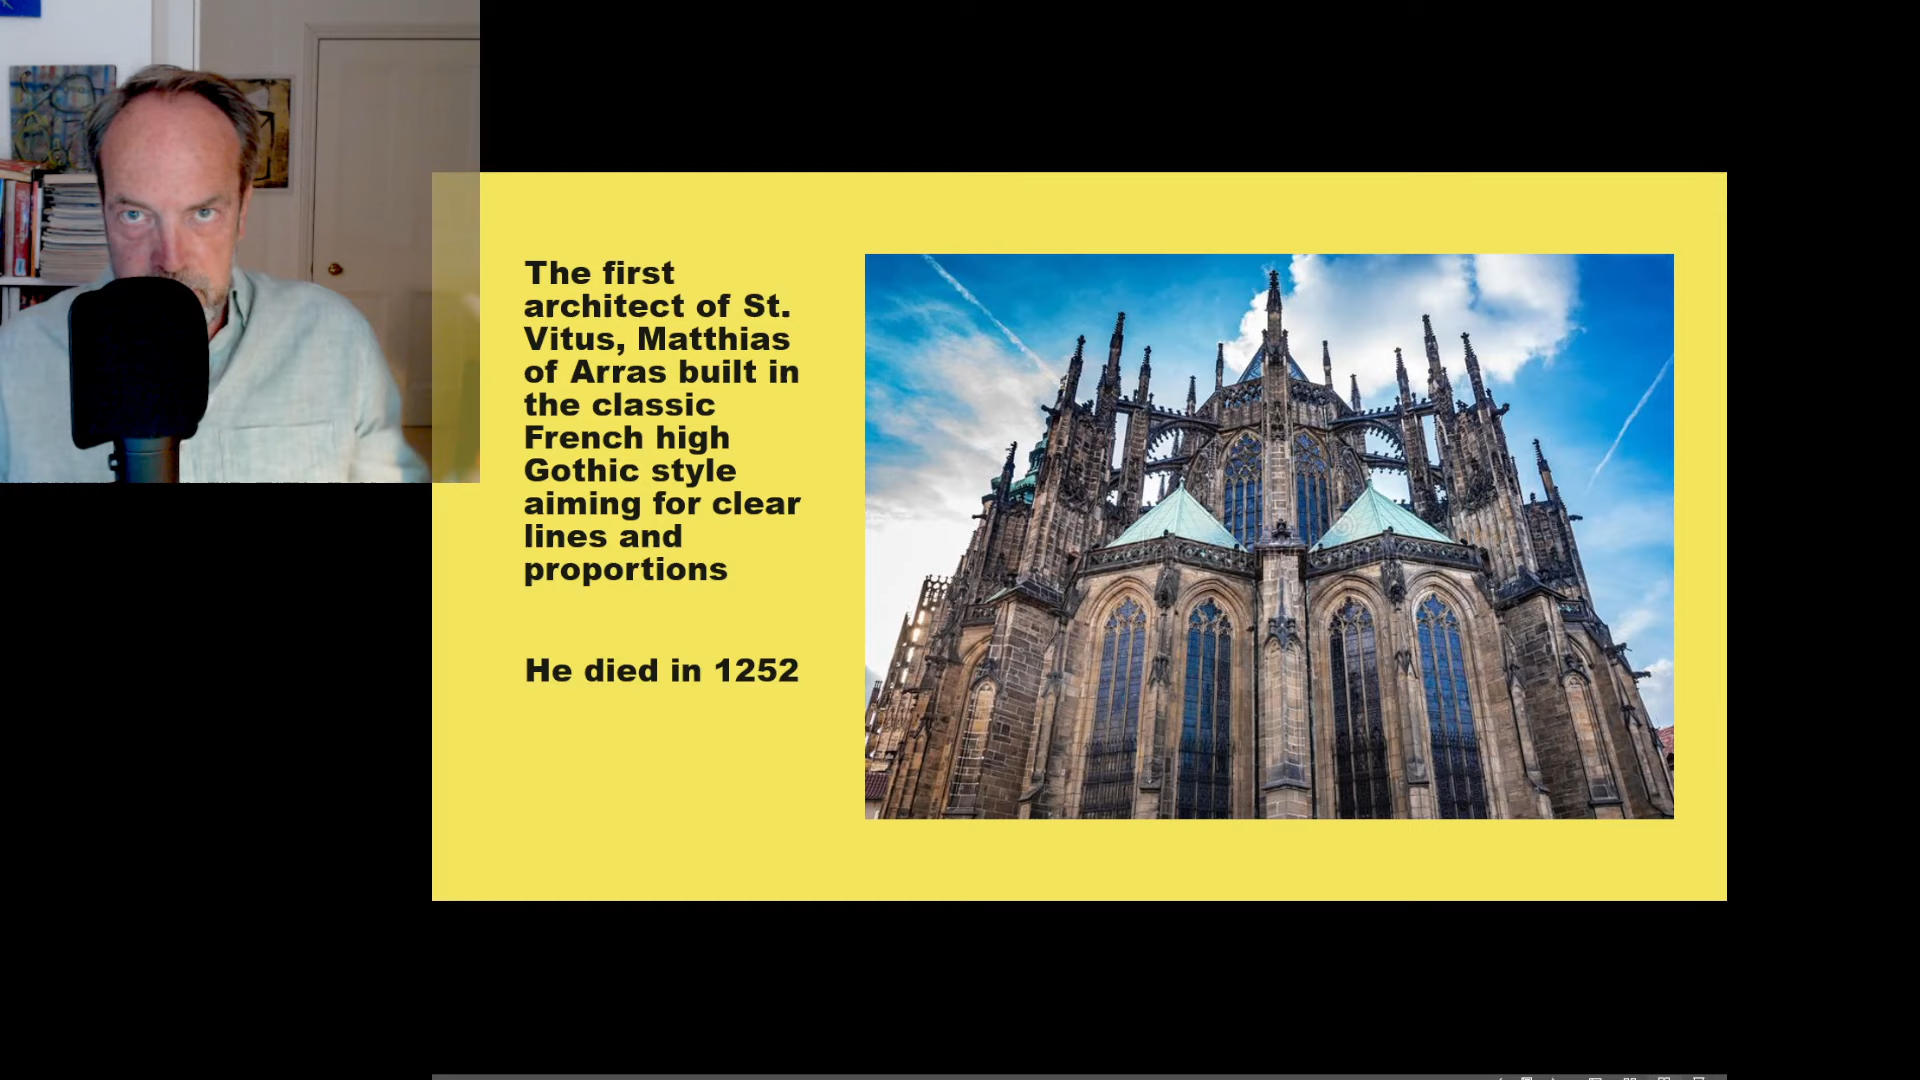 The first
architect of St.
Vitus, Matthias
of Arras built in
the classic
French high
Gothic style
aiming for clear
lines and
proportions
He died in 1252